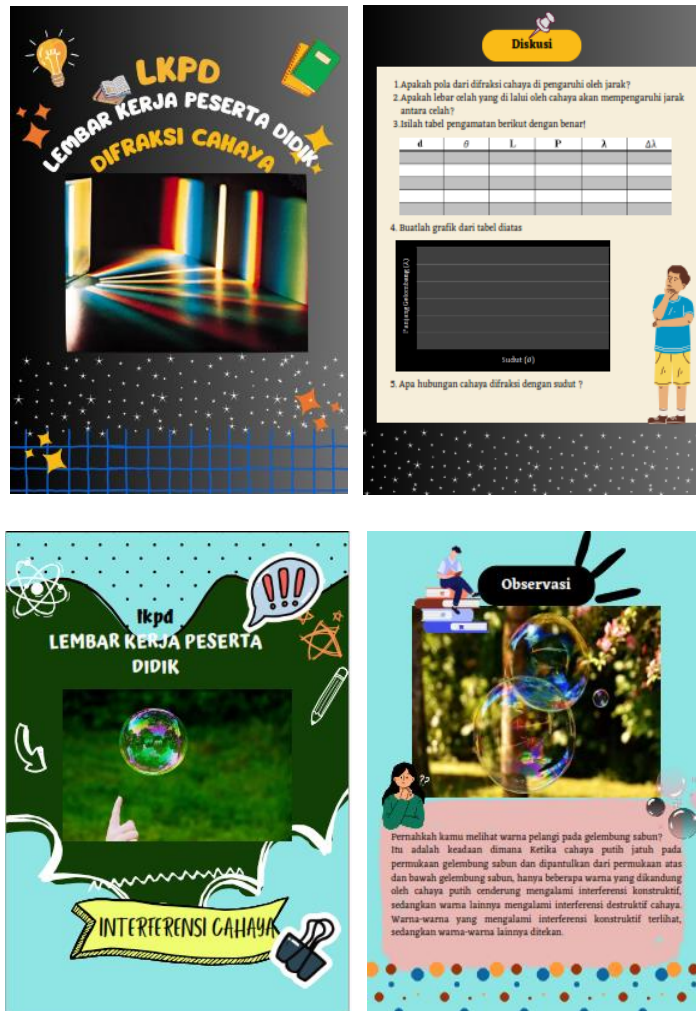 LKPD
LEMBAR KERJA PESERTA DIDIK
DIFRAKSI CAHAYA
Diskusi
1.Apakah pola dari difraksi cahaya di pengaruhi oleh jarak?
2.Apakah lebar celah yang di lalui oleh cahaya akan mempengaruhi jarak
antara celah?
3.Isilah tabel pengamatan berikut dengan benar!
d θ L P λ Δλ
4. Buatlah grafik dari tabel diatas
Panjang Gelombang (λ)
Sudut (θ)
5. Apa hubungan cahaya difraksi dengan sudut ?
lkpd
LEMBAR KERJA PESERTA
DIDIK
INTERFERENSI CAHAYA
Observasi
??
Pernahkah kamu melihat warna pelangi pada gelembung sabun?
Itu adalah keadaan dimana Ketika cahaya putih jatuh pada
permukaan gelembung sabun dan dipantulkan dari permukaan atas
dan bawah gelembung sabun, hanya beberapa warna yang dikandung
oleh cahaya putih cenderung mengalami interferensi konstruktif,
sedangkan warna lainnya mengalami interferensi destruktif cahaya.
Warna-warna yang mengalami interferensi konstruktif terlihat,
sedangkan warna-warna lainnya ditekan.